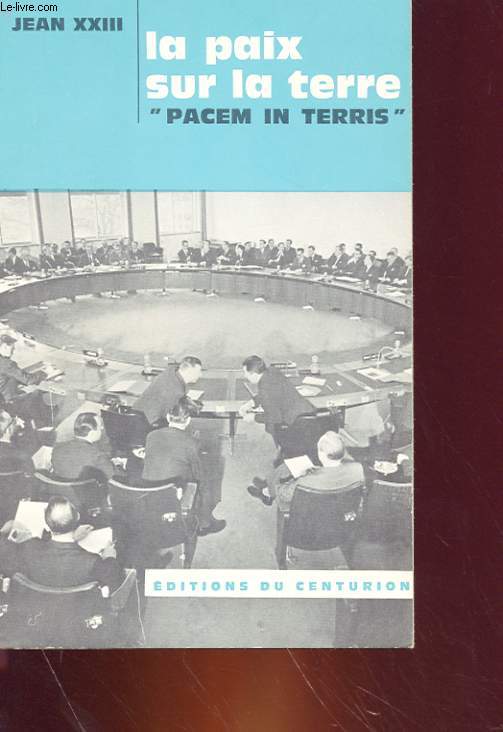 Le-livre.com
JEAN XXIII
la paix
sur la terre
"PACEM IN TERRIS"
ÉDITIONS DU CENTURION